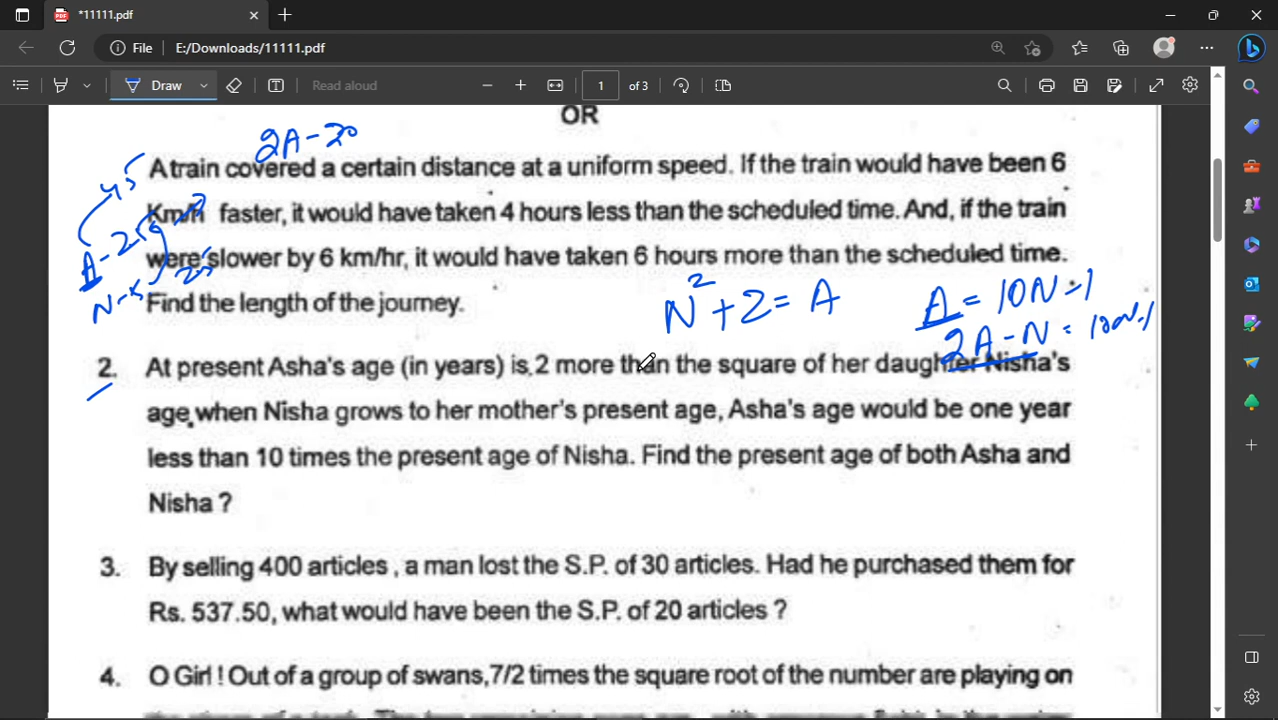 *11111.pdf
File E:/Downloads/11111.pdf
Draw Read aloud 1 of 3
OR
2A-20
A train covered a certain distance at a uniform speed. If the train would have been 6
45
Km/h faster, it would have taken 4 hours less than the scheduled time. And, if the train
A-25
were slower by 6 km/hr, it would have taken 6 hours more than the scheduled time.
25
N-5
Find the length of the journey.
N²+2=A
A=10N-1
2A-N=10N-1
2. At present Asha's age (in years) is 2 more than the square of her daughter Nisha's
age, when Nisha grows to her mother's present age, Asha's age would be one year
less than 10 times the present age of Nisha. Find the present age of both Asha and
Nisha ?
3. By selling 400 articles , a man lost the S.P. of 30 articles. Had he purchased them for
Rs. 537.50, what would have been the S.P. of 20 articles ?
4. O Girl ! Out of a group of swans,7/2 times the square root of the number are playing on